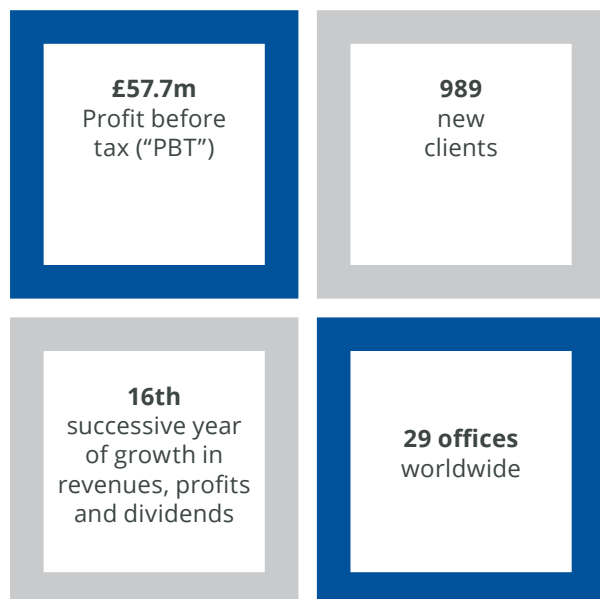 £57.7m
Profit before
tax (“PBT”)
989
new
clients
16th
successive year
of growth in
revenues, profits
and dividends
29 offices
worldwide